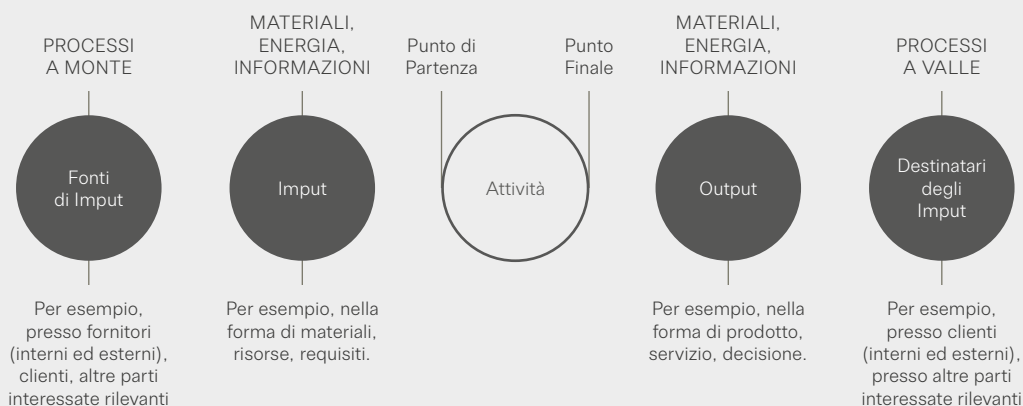 PROCESSI
A MONTE
Fonti
di Imput
Per esempio,
presso fornitori
(interni ed esterni),
clienti, altre parti
interessate rilevanti
MATERIALI,
ENERGIA,
INFORMAZIONI
Imput
Per esempio, nella
forma di materiali,
risorse, requisiti.
Punto di
Partenza
Punto
Finale
Attività
MATERIALI,
ENERGIA,
INFORMAZIONI
Output
Per esempio, nella
forma di prodotto,
servizio, decisione.
PROCESSI
A VALLE
Destinatari
degli
Imput
Per esempio,
presso clienti
(interni ed esterni),
presso altre parti
interessate rilevanti